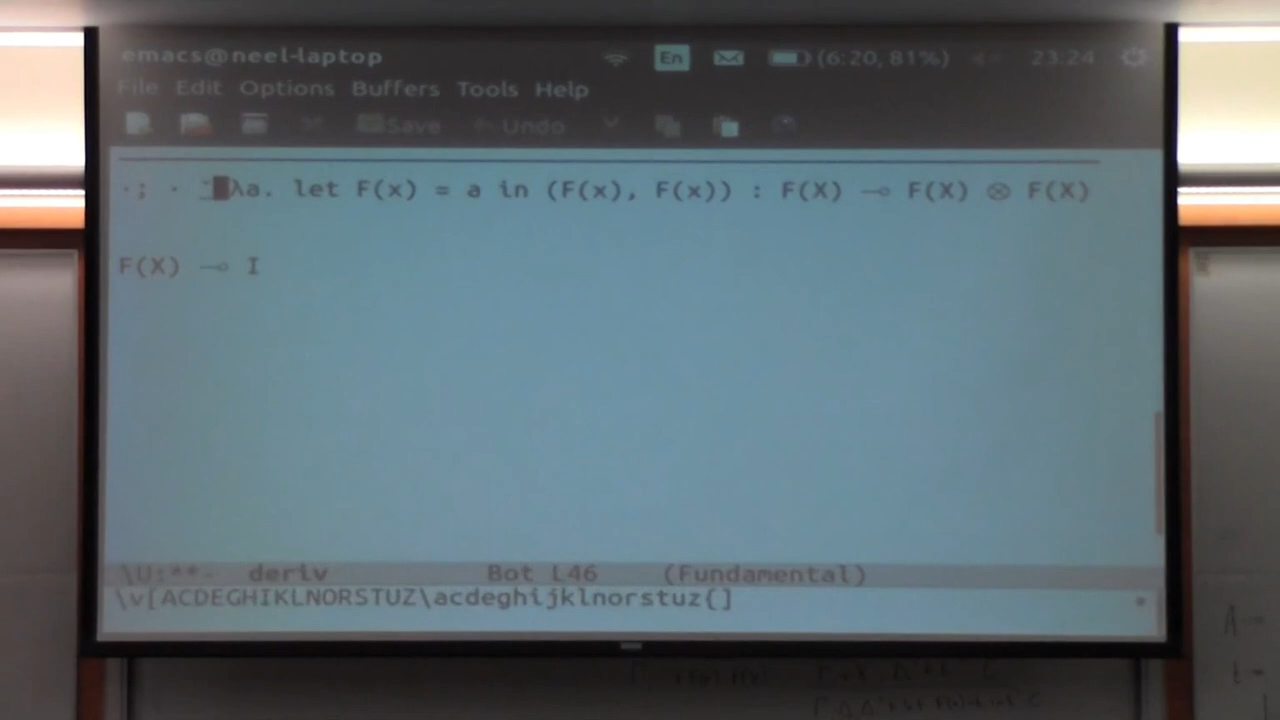 emacs@neel-laptop En (6:20, 81%) 23:24
File Edit Options Buffers Tools Help
Save Undo
·; · λa. let F(x) = a in (F(x), F(x)) : F(X) ⊸ F(X) ⊗ F(X)
F(X) ⊸ I
\U:**- deriv Bot L46 (Fundamental)
\v[ACDEGHIKLNORSTUZ\acdeghijklnorstuz{]